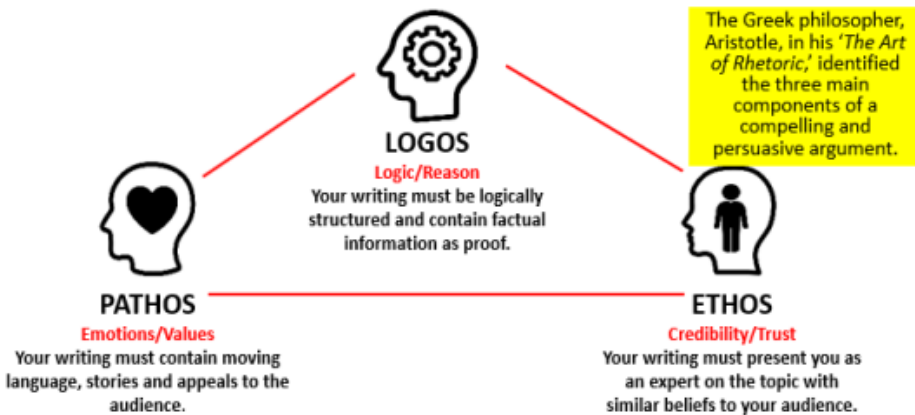 The Greek philosopher,
Aristotle, in his ‘The Art
of Rhetoric,’ identified
the three main
components of a
compelling and
persuasive argument.
LOGOS
Logic/Reason
Your writing must be logically
structured and contain factual
information as proof.
PATHOS
Emotions/Values
Your writing must contain moving
language, stories and appeals to the
audience.
ETHOS
Credibility/Trust
Your writing must present you as
an expert on the topic with
similar beliefs to your audience.